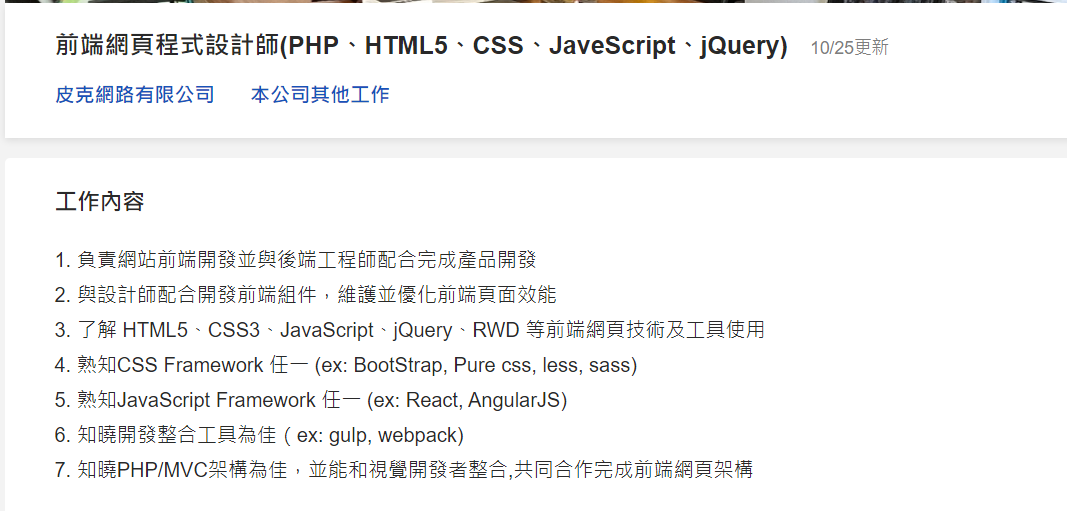 前端網頁程式設計師(PHP、HTML5、CSS、JaveScript、jQuery) 10/25更新
皮克網路有限公司 本公司其他工作
工作內容
1. 負責網站前端開發並與後端工程師配合完成產品開發
2. 與設計師配合開發前端組件，維護並優化前端頁面效能
3. 了解 HTML5、CSS3、JavaScript、jQuery、RWD 等前端網頁技術及工具使用
4. 熟知CSS Framework 任一 (ex: BootStrap, Pure css, less, sass)
5. 熟知JavaScript Framework 任一 (ex: React, AngularJS)
6. 知曉開發整合工具為佳（ex: gulp, webpack)
7. 知曉PHP/MVC架構為佳，並能和視覺開發者整合,共同合作完成前端網頁架構